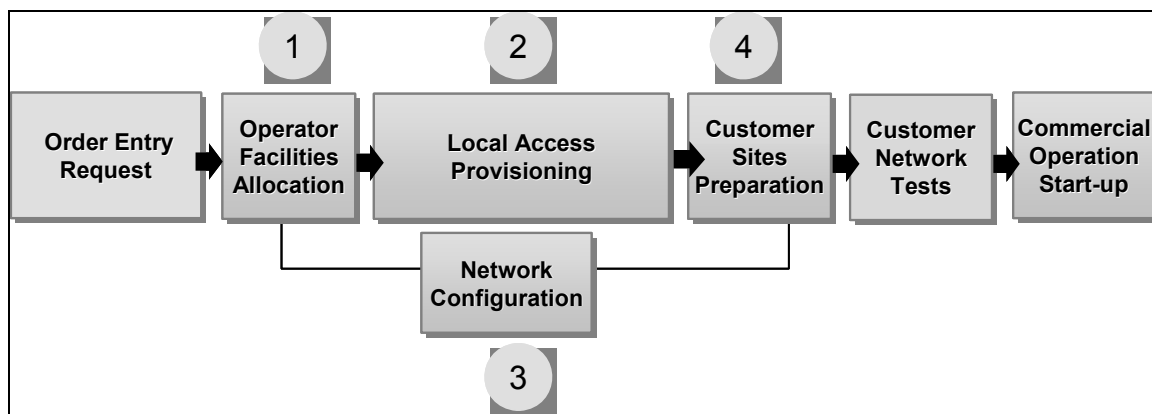 1
2
4
Order Entry
Request
Operator
Facilities
Allocation
Local Access
Provisioning
Customer
Sites
Preparation
Customer
Network
Tests
Commercial
Operation
Start-up
Network
Configuration
3